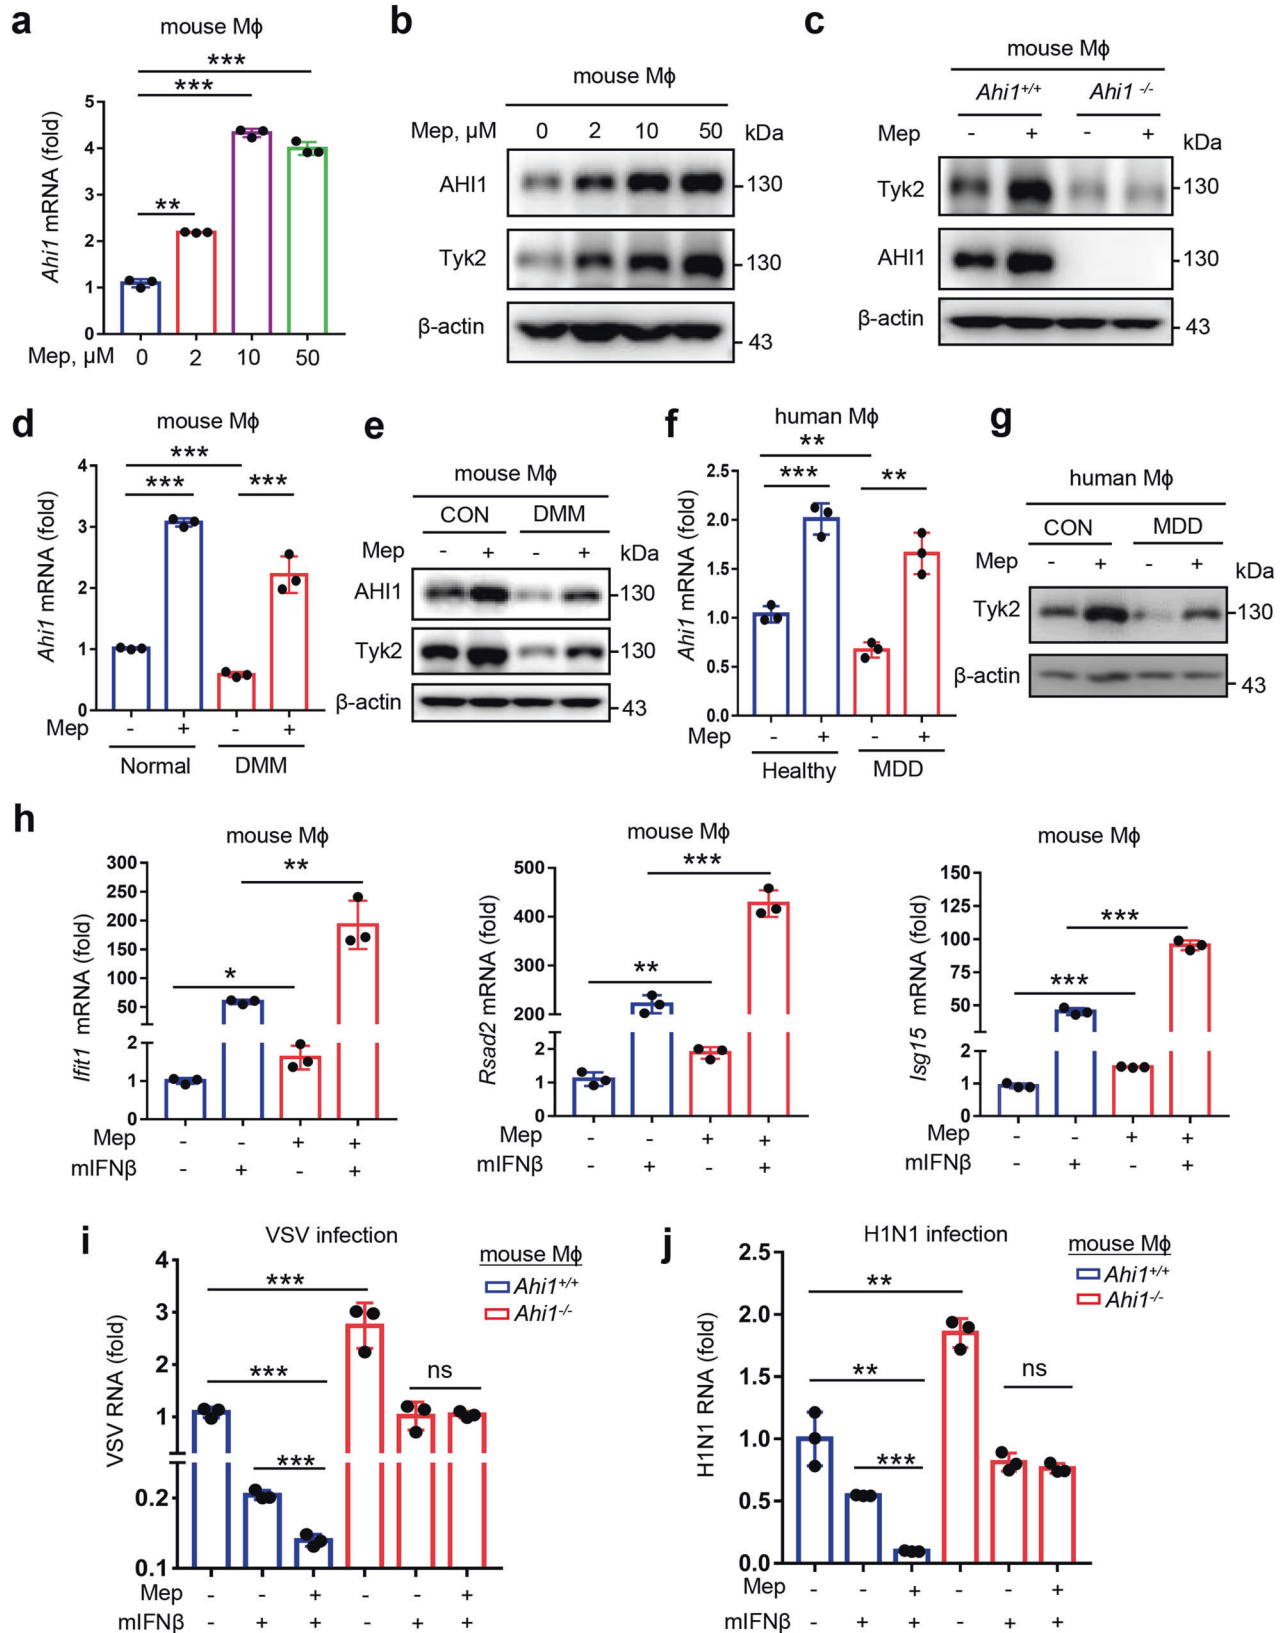 a
mouse Mϕ
***
***
**
Ahi1 mRNA (fold)
5
4
3
2
1
0
Mep, μM 0 2 10 50
b
mouse Mϕ
Mep, μM 0 2 10 50 kDa
AHI1 130
Tyk2 130
β-actin 43
c
mouse Mϕ
Ahi1+/+ Ahi1 -/-
Mep - + - + kDa
Tyk2 130
AHI1 130
β-actin 43
d
mouse Mϕ
***
*** ***
Ahi1 mRNA (fold)
4
3
2
1
0
Mep - + - +
Normal DMM
e
mouse Mϕ
CON DMM
Mep - + - + kDa
AHI1 130
Tyk2 130
β-actin 43
f
human Mϕ
**
*** **
Ahi1 mRNA (fold)
2.5
2.0
1.5
1.0
0.5
0.0
Mep - + - +
Healthy MDD
g
human Mϕ
CON MDD
Mep - + - + kDa
Tyk2 130
β-actin 43
h
mouse Mϕ
**
*
Ifit1 mRNA (fold)
300
250
200
150
100
50
2
1
0
Mep - - + +
mIFNβ - + - +
mouse Mϕ
***
**
Rsad2 mRNA (fold)
500
400
300
200
2
1
0
Mep - - + +
mIFNβ - + - +
mouse Mϕ
***
***
Isg15 mRNA (fold)
150
125
100
75
50
2
1
0
Mep - - + +
mIFNβ - + - +
i
VSV infection
mouse Mϕ
Ahi1+/+
Ahi1-/-
***
***
***
ns
VSV RNA (fold)
4
3
2
1
0.2
0.1
Mep - - + - - +
mIFNβ - + + - + +
j
H1N1 infection
mouse Mϕ
Ahi1+/+
Ahi1-/-
**
**
***
ns
H1N1 RNA (fold)
2.5
2.0
1.5
1.0
0.5
0.0
Mep - - + - - +
mIFNβ - + + - + +